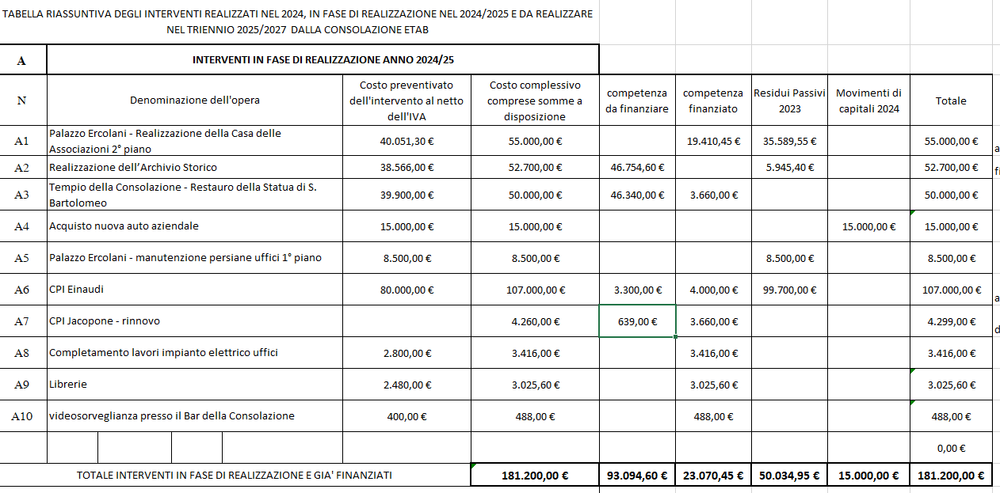 TABELLA RIASSUNTIVA DEGLI INTERVENTI REALIZZATI NEL 2024, IN FASE DI REALIZZAZIONE NEL 2024/2025 E DA REALIZZARE
NEL TRIENNIO 2025/2027 DALLA CONSOLAZIONE ETAB
A INTERVENTI IN FASE DI REALIZZAZIONE ANNO 2024/25
N Denominazione dell'opera Costo preventivato dell'intervento al netto dell'IVA Costo complessivo comprese somme a disposizione competenza da finanziare competenza finanziato Residui Passivi 2023 Movimenti di capitali 2024 Totale
A1 Palazzo Ercolani - Realizzazione della Casa delle Associazioni 2° piano 40.051,30 € 55.000,00 € 19.410,45 € 35.589,55 € 55.000,00 € a
A2 Realizzazione dell'Archivio Storico 38.566,00 € 52.700,00 € 46.754,60 € 5.945,40 € 52.700,00 € fi
A3 Tempio della Consolazione - Restauro della Statua di S. Bartolomeo 39.900,00 € 50.000,00 € 46.340,00 € 3.660,00 € 50.000,00 €
A4 Acquisto nuova auto aziendale 15.000,00 € 15.000,00 € 15.000,00 € 15.000,00 €
A5 Palazzo Ercolani - manutenzione persiane uffici 1° piano 8.500,00 € 8.500,00 € 8.500,00 € 8.500,00 €
A6 CPI Einaudi 80.000,00 € 107.000,00 € 3.300,00 € 4.000,00 € 99.700,00 € 107.000,00 € a
A7 CPI Jacopone - rinnovo 4.260,00 € 639,00 € 3.660,00 € 4.299,00 € d
A8 Completamento lavori impianto elettrico uffici 2.800,00 € 3.416,00 € 3.416,00 € 3.416,00 €
A9 Librerie 2.480,00 € 3.025,60 € 3.025,60 € 3.025,60 €
A10 videosorveglianza presso il Bar della Consolazione 400,00 € 488,00 € 488,00 € 488,00 €
0,00 €
TOTALE INTERVENTI IN FASE DI REALIZZAZIONE E GIA' FINANZIATI 181.200,00 € 93.094,60 € 23.070,45 € 50.034,95 € 15.000,00 € 181.200,00 €